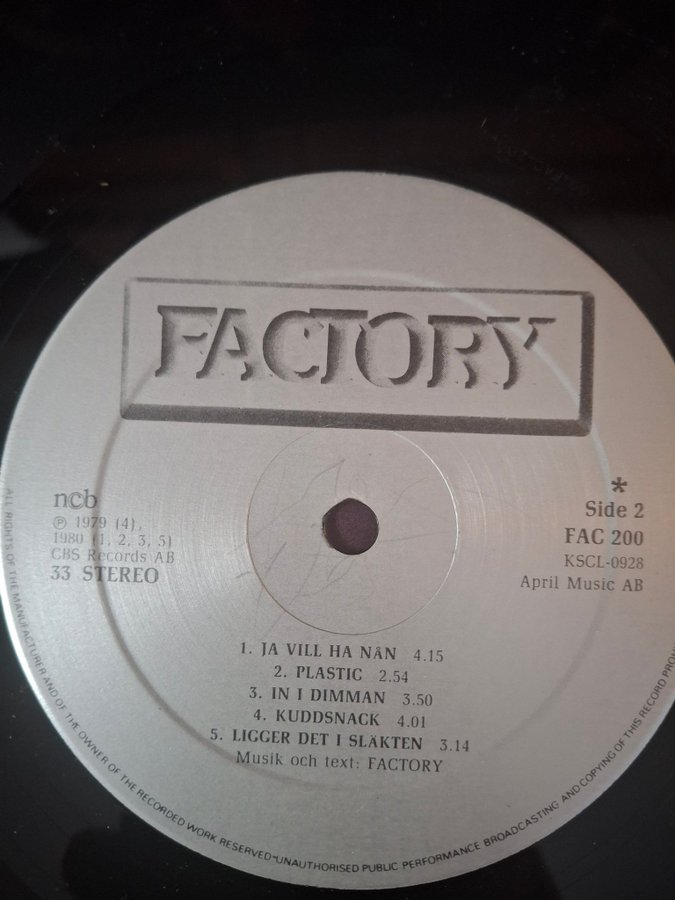 FACTORY
ncb
℗ 1979 (4),
1980 (1, 2, 3, 5)
CBS Records AB
33 STEREO
*
Side 2
FAC 200
KSCL-0928
April Music AB
1. JA VILL HA NÅN 4.15
2. PLASTIC 2.54
3. IN I DIMMAN 3.50
4. KUDDSNACK 4.01
5. LIGGER DET I SLÄKTEN 3.14
Musik och text: FACTORY
ALL RIGHTS OF THE MANUFACTURER AND OF THE OWNER OF THE RECORDED WORK RESERVED·UNAUTHORISED PUBLIC PERFORMANCE BROADCASTING AND COPYING OF THIS RECORD